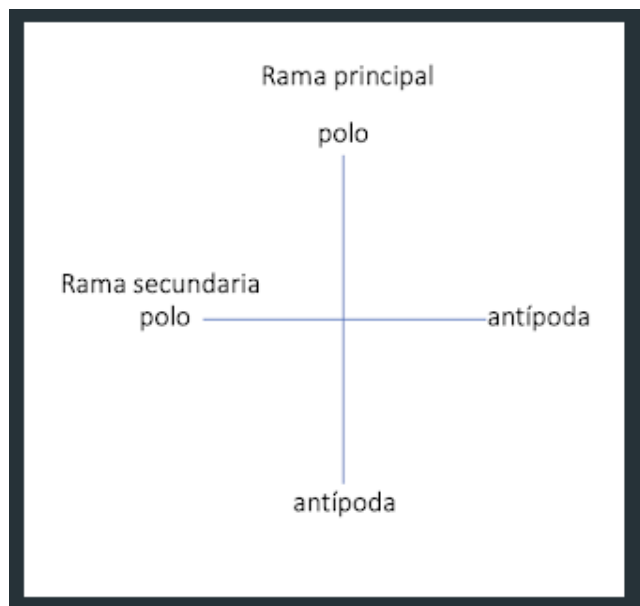 Rama principal
polo
Rama secundaria
polo
antípoda
antípoda